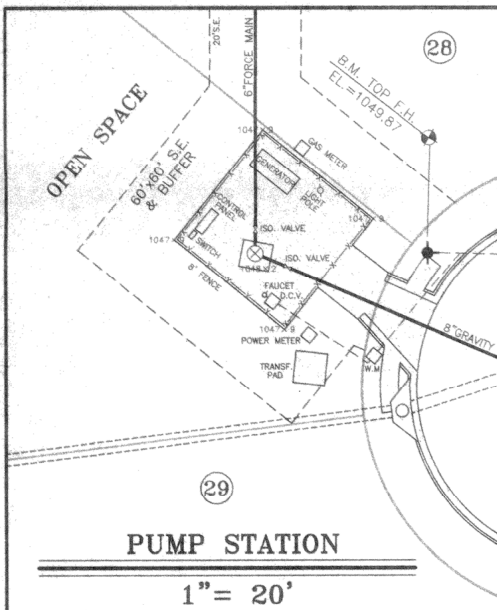 20'S.E.
6"FORCE MAIN
28
B.M. TOP F.H.
EL.=1049.87
OPEN SPACE
60'x60' S.E.
& BUFFER
GAS METER
GENERATOR
LIGHT
POLE
CONTROL
PANEL
ISO. VALVE
SWITCH
ISO. VALVE
8' FENCE
FAUCET
D.C.V.
POWER METER
8"GRAVITY
TRANSF.
PAD
W.M.
29
PUMP STATION
1"= 20'